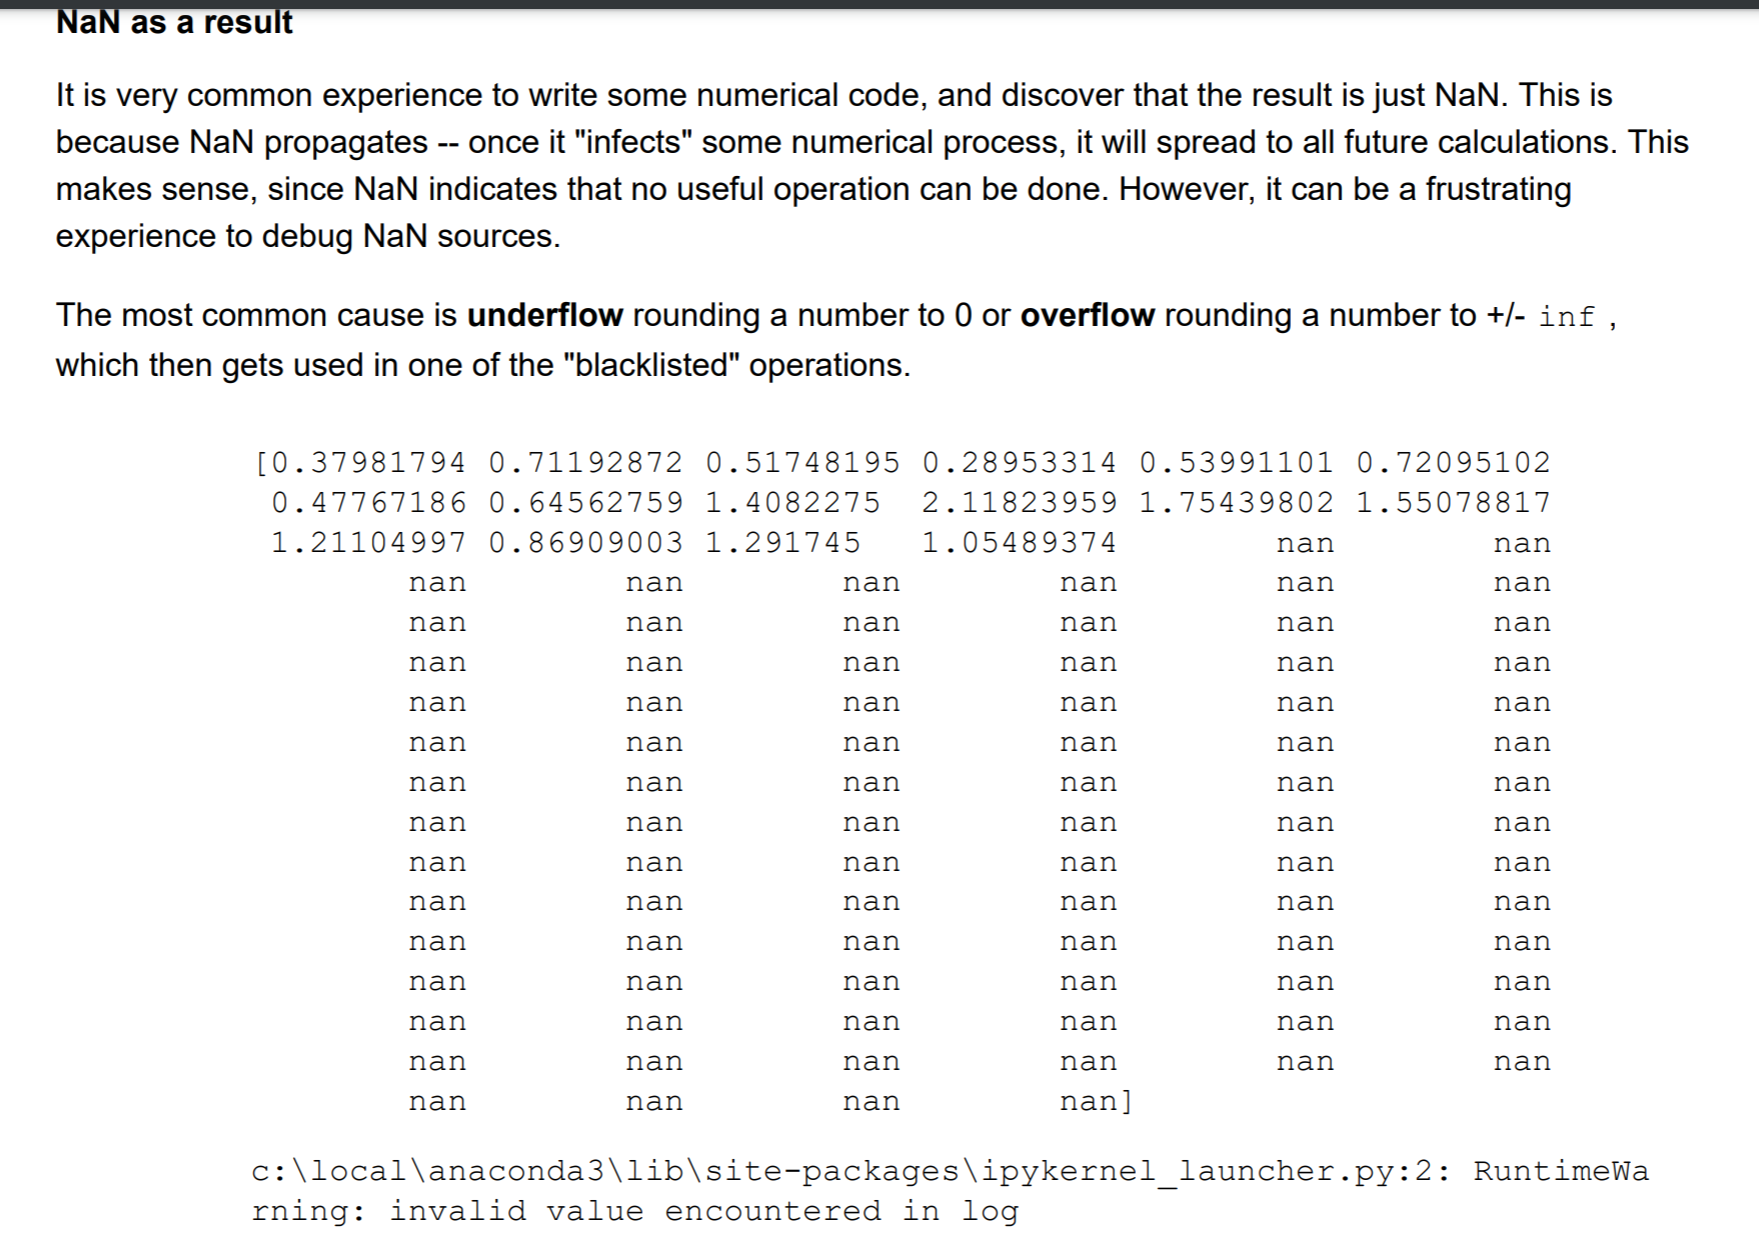 NaN as a result
It is very common experience to write some numerical code, and discover that the result is just NaN. This is
because NaN propagates -- once it "infects" some numerical process, it will spread to all future calculations. This
makes sense, since NaN indicates that no useful operation can be done. However, it can be a frustrating
experience to debug NaN sources.
The most common cause is underflow rounding a number to 0 or overflow rounding a number to +/- inf ,
which then gets used in one of the "blacklisted" operations.
[0.37981794 0.71192872 0.51748195 0.28953314 0.53991101 0.72095102
0.47767186 0.64562759 1.4082275 2.11823959 1.75439802 1.55078817
1.21104997 0.86909003 1.291745 1.05489374 nan nan
nan nan nan nan nan nan
nan nan nan nan nan nan
nan nan nan nan nan nan
nan nan nan nan nan nan
nan nan nan nan nan nan
nan nan nan nan nan nan
nan nan nan nan nan nan
nan nan nan nan nan nan
nan nan nan nan nan nan
nan nan nan nan nan nan
nan nan nan nan nan nan
nan nan nan nan nan nan
nan nan nan nan nan nan
nan nan nan nan]
c:\local\anaconda3\lib\site-packages\ipykernel_launcher.py:2: RuntimeWa
rning: invalid value encountered in log